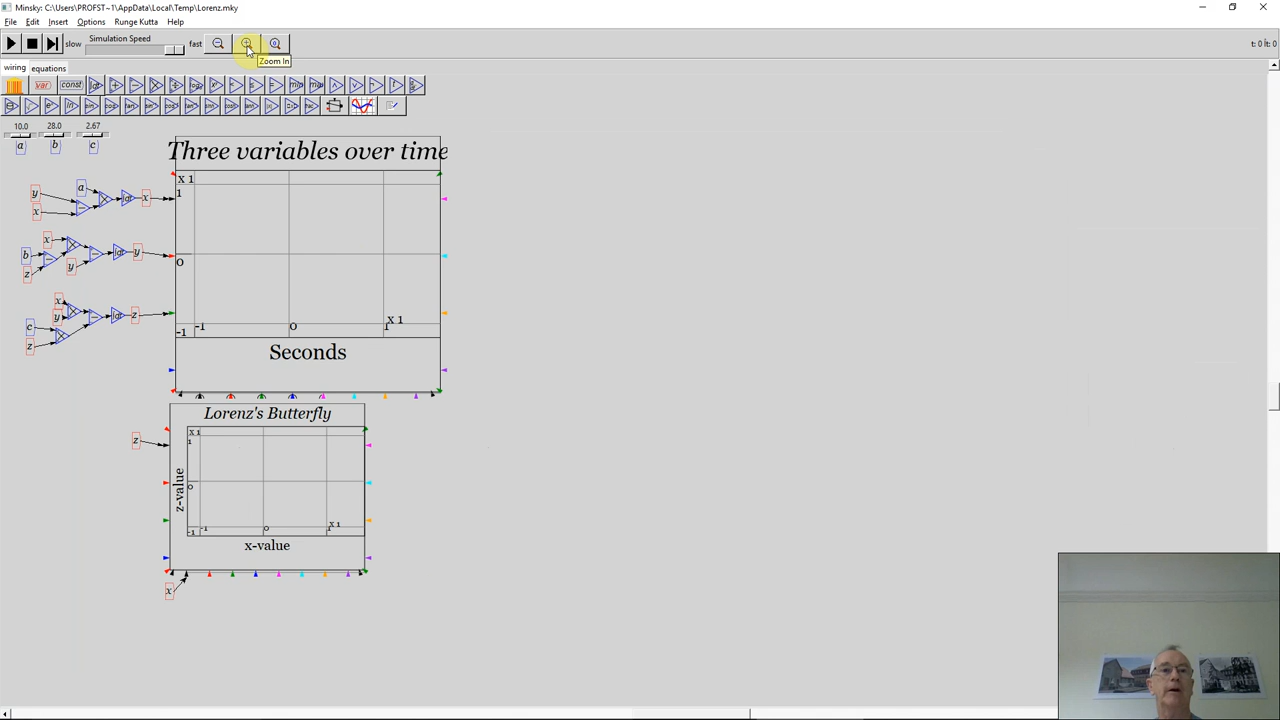 Minsky: C:\Users\PROFST~1\AppData\Local\Temp\Lorenz.mky
File Edit Insert Options Runge Kutta Help
slow Simulation Speed fast
t: 0 Δt: 0
Zoom In
wiring equations
var const
min max
10.0 28.0 2.67
a b c
Three variables over time
X 1
1
0
-1
-1 0 1 X 1
Seconds
a
y
x
x
x
b
z
y
y
x
y
c
z
z
Lorenz's Butterfly
X 1
1
0
-1
-1 0 1 X 1
z-value
x-value
z
x